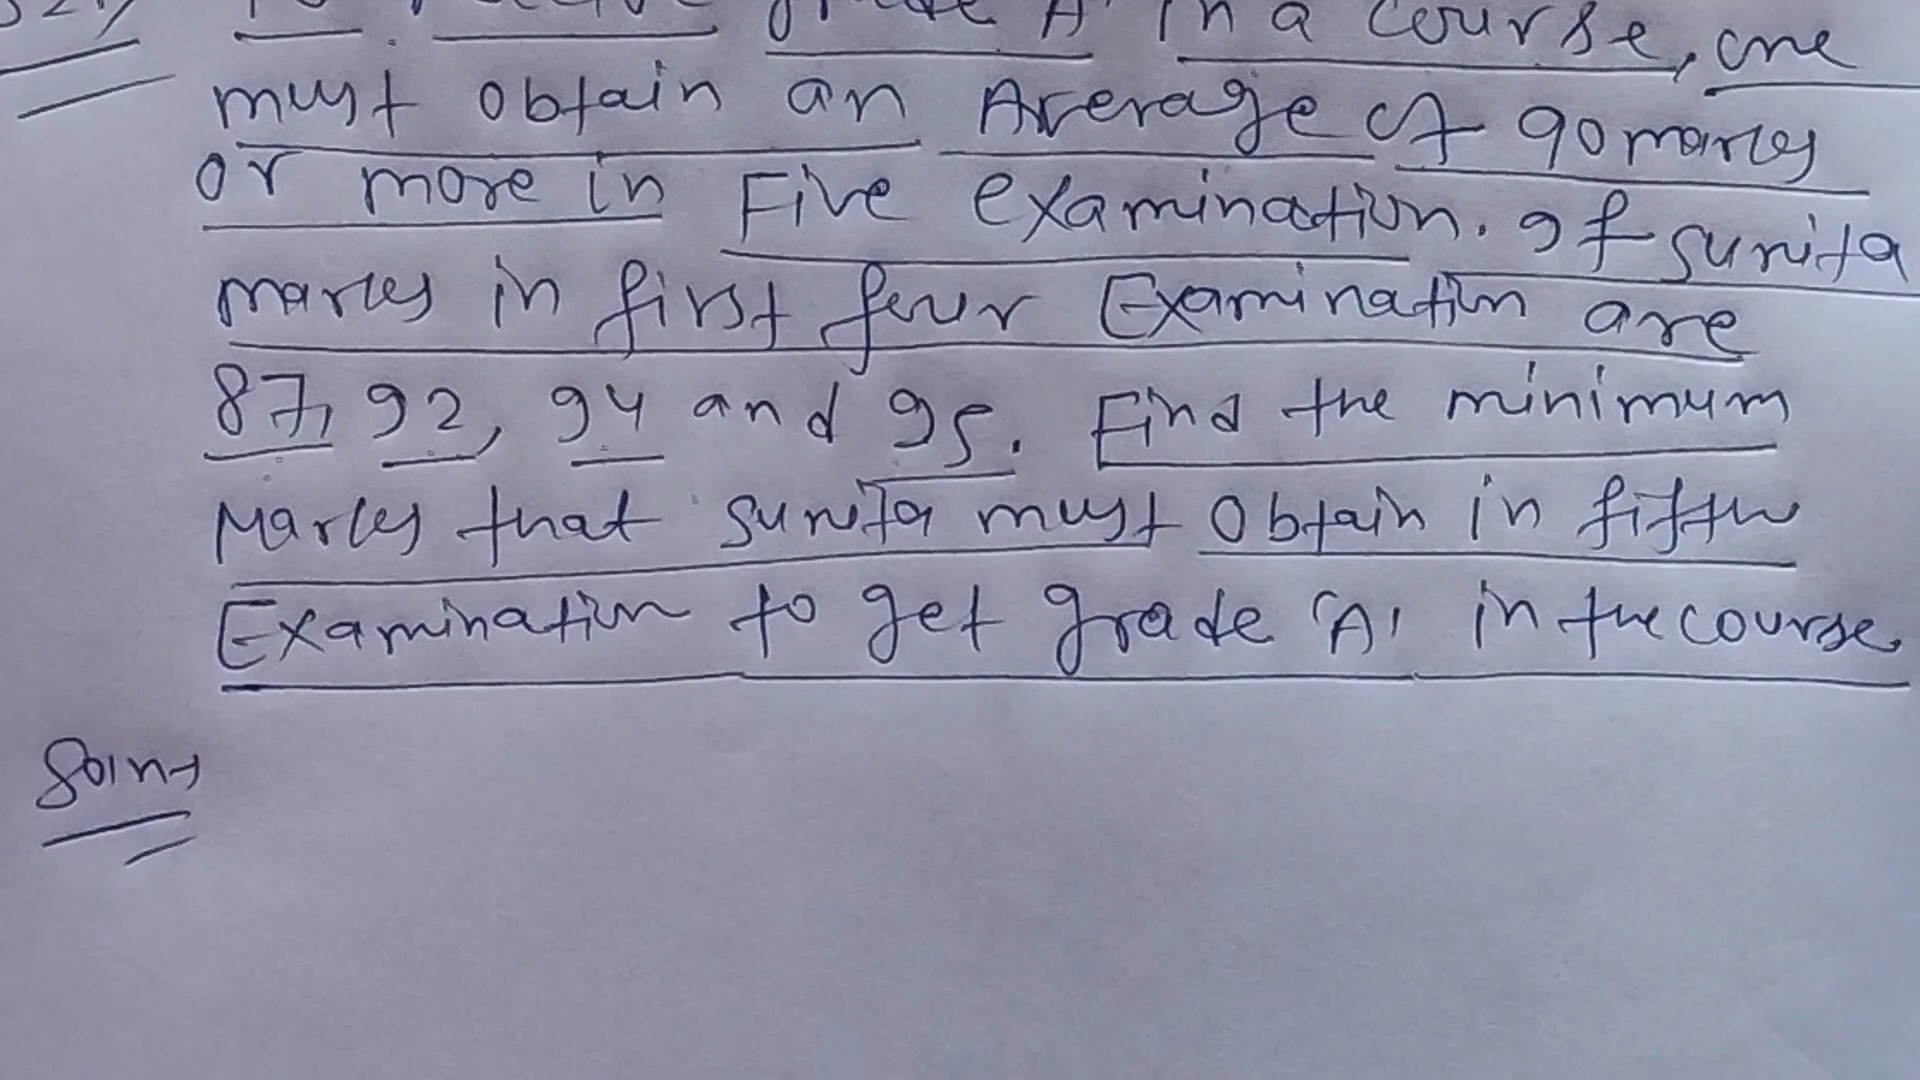 grade A' in a course, one
must obtain an Average of 90 marks
or more in Five examination. If sunita
marks in first four Examination are
87, 92, 94 and 95. Find the minimum
Marks that sunita must obtain in fifth
Examination to get grade 'A' in the course.
Soln→